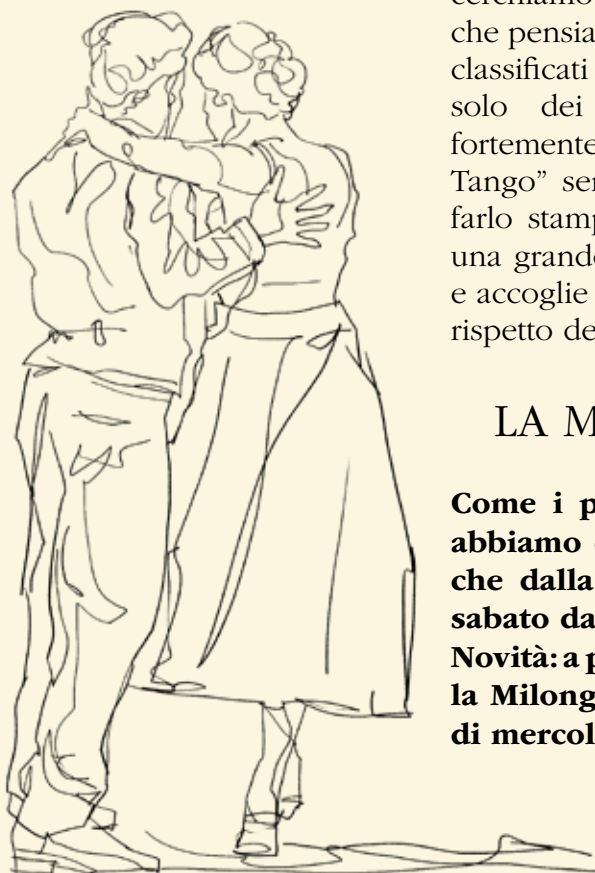 che pensia
classificati
solo dei
fortemente
Tango” ser
farlo stamp
una grande
e accoglie
rispetto de
LA M
Come i p
abbiamo
che dalla
sabato da
Novità: a p
la Milong
di mercol